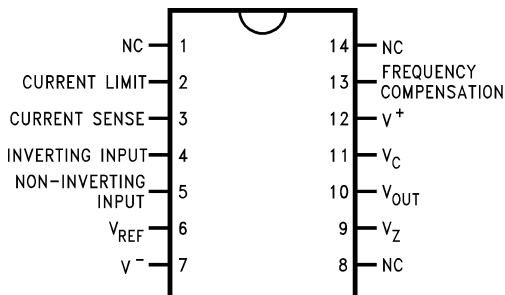 NC 1 14 NC
CURRENT LIMIT 2 13 FREQUENCY COMPENSATION
CURRENT SENSE 3 12 V+
INVERTING INPUT 4 11 VC
NON-INVERTING INPUT 5 10 VOUT
VREF 6 9 VZ
V- 7 8 NC